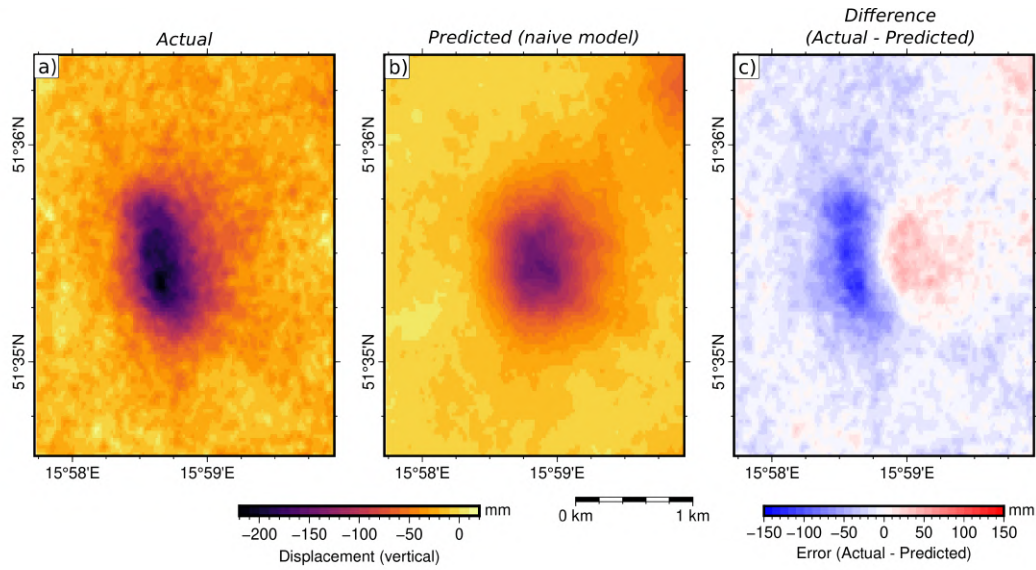 Actual
Predicted (naive model)
Difference
(Actual - Predicted)
a)
b)
c)
51°36'N
51°35'N
51°36'N
51°35'N
51°36'N
51°35'N
15°58'E
15°59'E
15°58'E
15°59'E
15°58'E
15°59'E
mm
−200 −150 −100 −50 0
Displacement (vertical)
0 km
1 km
mm
−150 −100 −50 0 50 100 150
Error (Actual - Predicted)